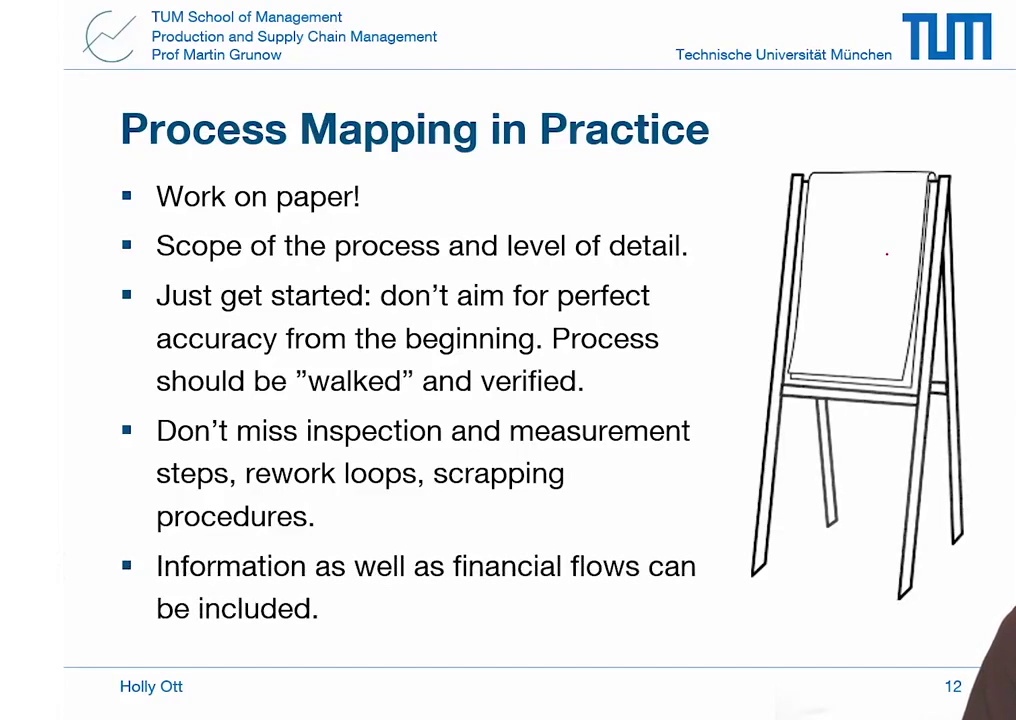 TUM School of Management
Production and Supply Chain Management
Prof Martin Grunow
Technische Universität München
TUM
Process Mapping in Practice
▪ Work on paper!
▪ Scope of the process and level of detail.
▪ Just get started: don’t aim for perfect
accuracy from the beginning. Process
should be ”walked” and verified.
▪ Don’t miss inspection and measurement
steps, rework loops, scrapping
procedures.
▪ Information as well as financial flows can
be included.
Holly Ott
12